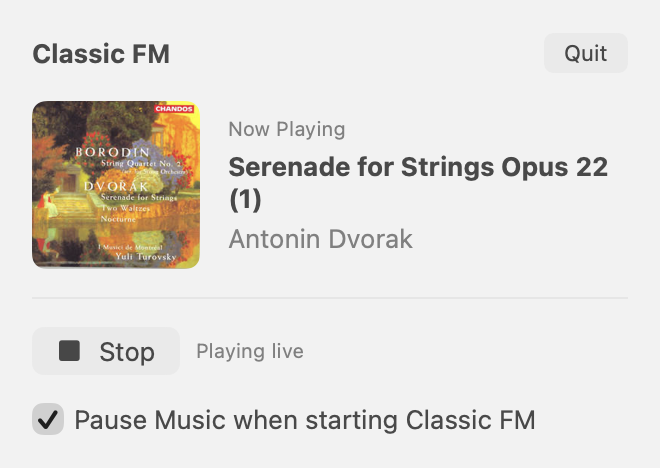 Classic FM
Quit
CHANDOS
BORODIN
String Quartet No. 2
DVOŘÁK
Serenade for Strings
Two Waltzes
Nocturne
I Musici de Montréal
Yuli Turovsky
Now Playing
Serenade for Strings Opus 22
(1)
Antonin Dvorak
Stop
Playing live
Pause Music when starting Classic FM